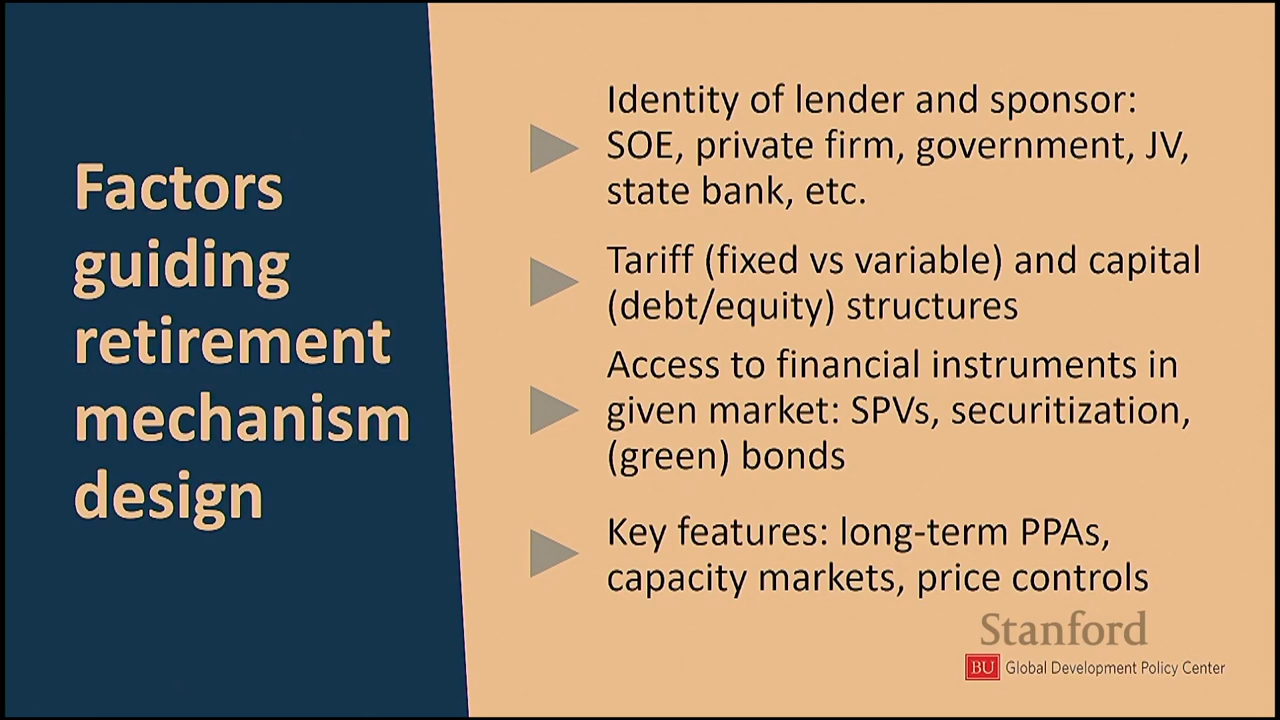 Factors
guiding
retirement
mechanism
design
Identity of lender and sponsor:
SOE, private firm, government, JV,
state bank, etc.
Tariff (fixed vs variable) and capital
(debt/equity) structures
Access to financial instruments in
given market: SPVs, securitization,
(green) bonds
Key features: long-term PPAs,
capacity markets, price controls
Stanford
BU Global Development Policy Center